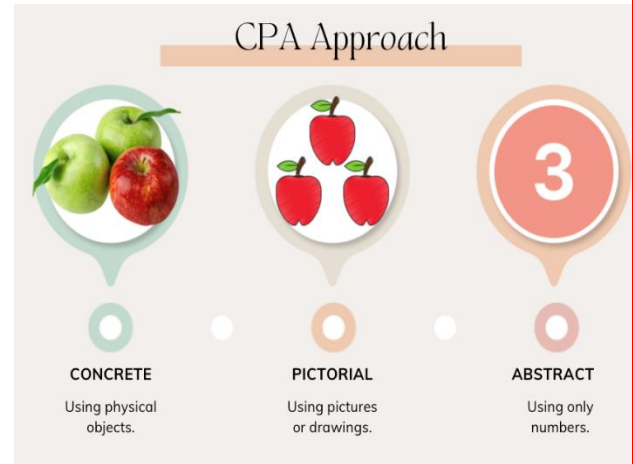 CPA Approach
3
CONCRETE
Using physical
objects.
PICTORIAL
Using pictures
or drawings.
ABSTRACT
Using only
numbers.